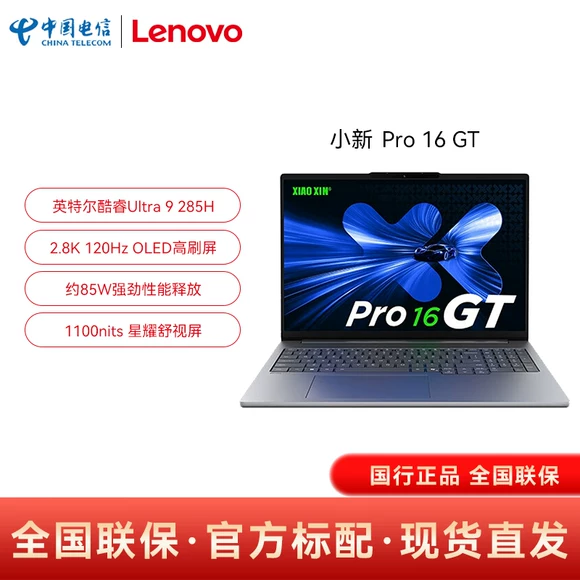 中国电信
CHINA TELECOM
Lenovo
小新 Pro 16 GT
英特尔酷睿Ultra 9 285H
2.8K 120Hz OLED高刷屏
约85W强劲性能释放
1100nits 星耀舒视屏
XIAO XIN®
Pro 16 GT
国行正品 全国联保
全国联保·官方标配·现货直发